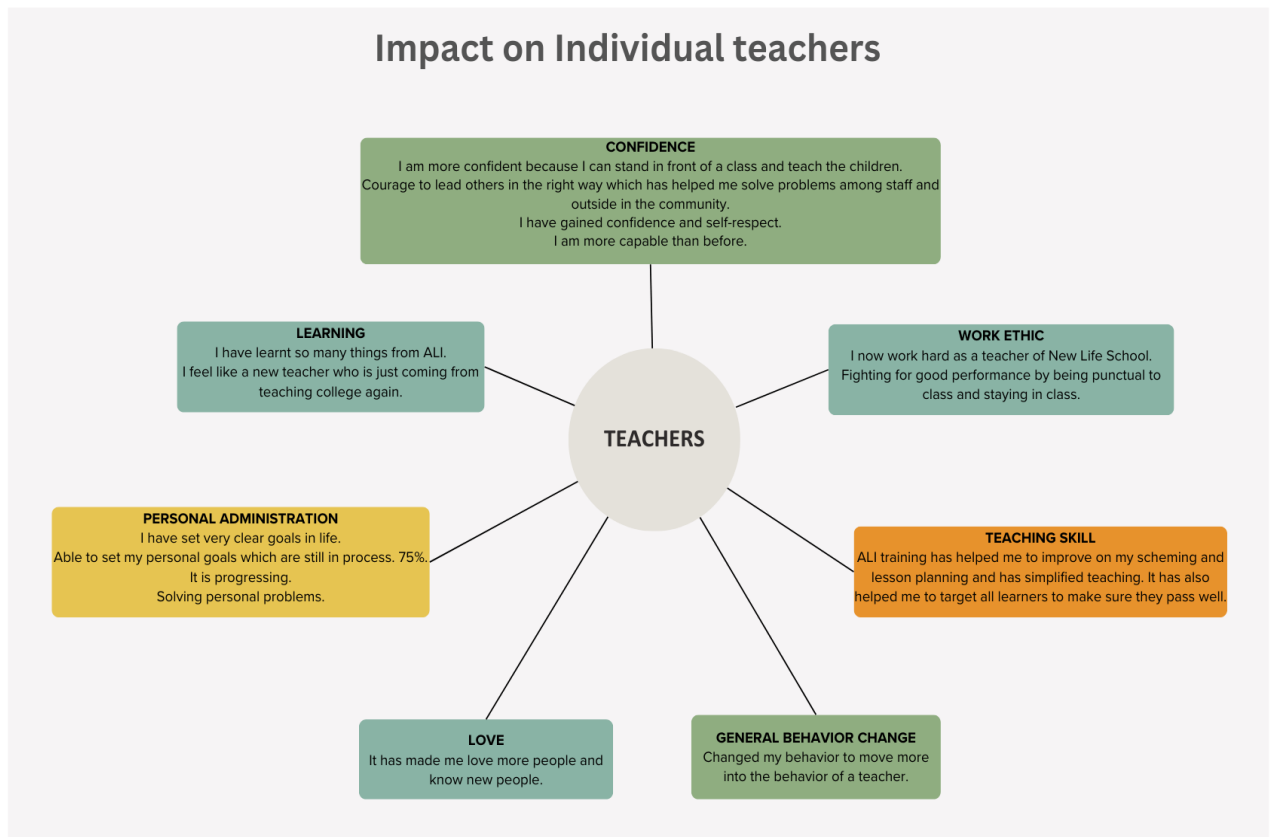 Impact on Individual teachers
CONFIDENCE
I am more confident because I can stand in front of a class and teach the children.
Courage to lead others in the right way which has helped me solve problems among staff and
outside in the community.
I have gained confidence and self-respect.
I am more capable than before.
LEARNING
I have learnt so many things from ALI.
I feel like a new teacher who is just coming from
teaching college again.
WORK ETHIC
I now work hard as a teacher of New Life School.
Fighting for good performance by being punctual to
class and staying in class.
TEACHERS
PERSONAL ADMINISTRATION
I have set very clear goals in life.
Able to set my personal goals which are still in process. 75%.
It is progressing.
Solving personal problems.
TEACHING SKILL
ALI training has helped me to improve on my scheming and
lesson planning and has simplified teaching. It has also
helped me to target all learners to make sure they pass well.
LOVE
It has made me love more people and
know new people.
GENERAL BEHAVIOR CHANGE
Changed my behavior to move more
into the behavior of a teacher.